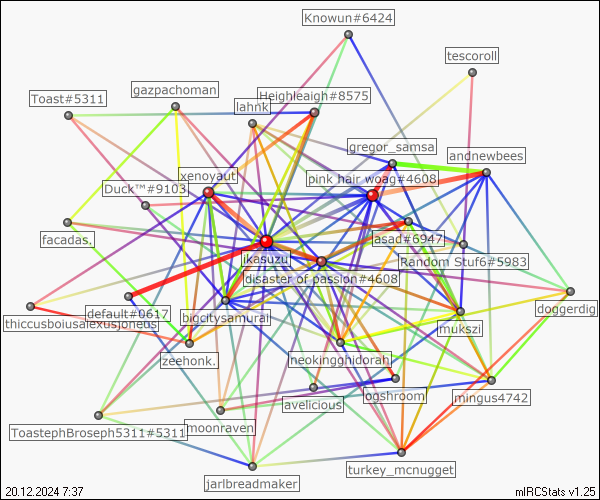 Knowun#6424
tescoroll
gazpachoman
Toast#5311
Heighleaigh#8575
lahnk
gregor_samsa
andnewbees
xenoyaut
pink hair woag#4608
Duck™#9103
facadas.
asad#6947
ikasuzu
Random Stuf6#5983
disaster of passion#4608
default#0617
doggerdig
thiccusboiusalexusjoneos
bigcitysamurai
mukszi
zeehonk.
neokingghidorah
avelicious
ogshroom
mingus4742
moonraven
ToastephBroseph5311#5311
turkey_mcnugget
jarlbreadmaker
20.12.2024 7:37
mIRCStats v1.25